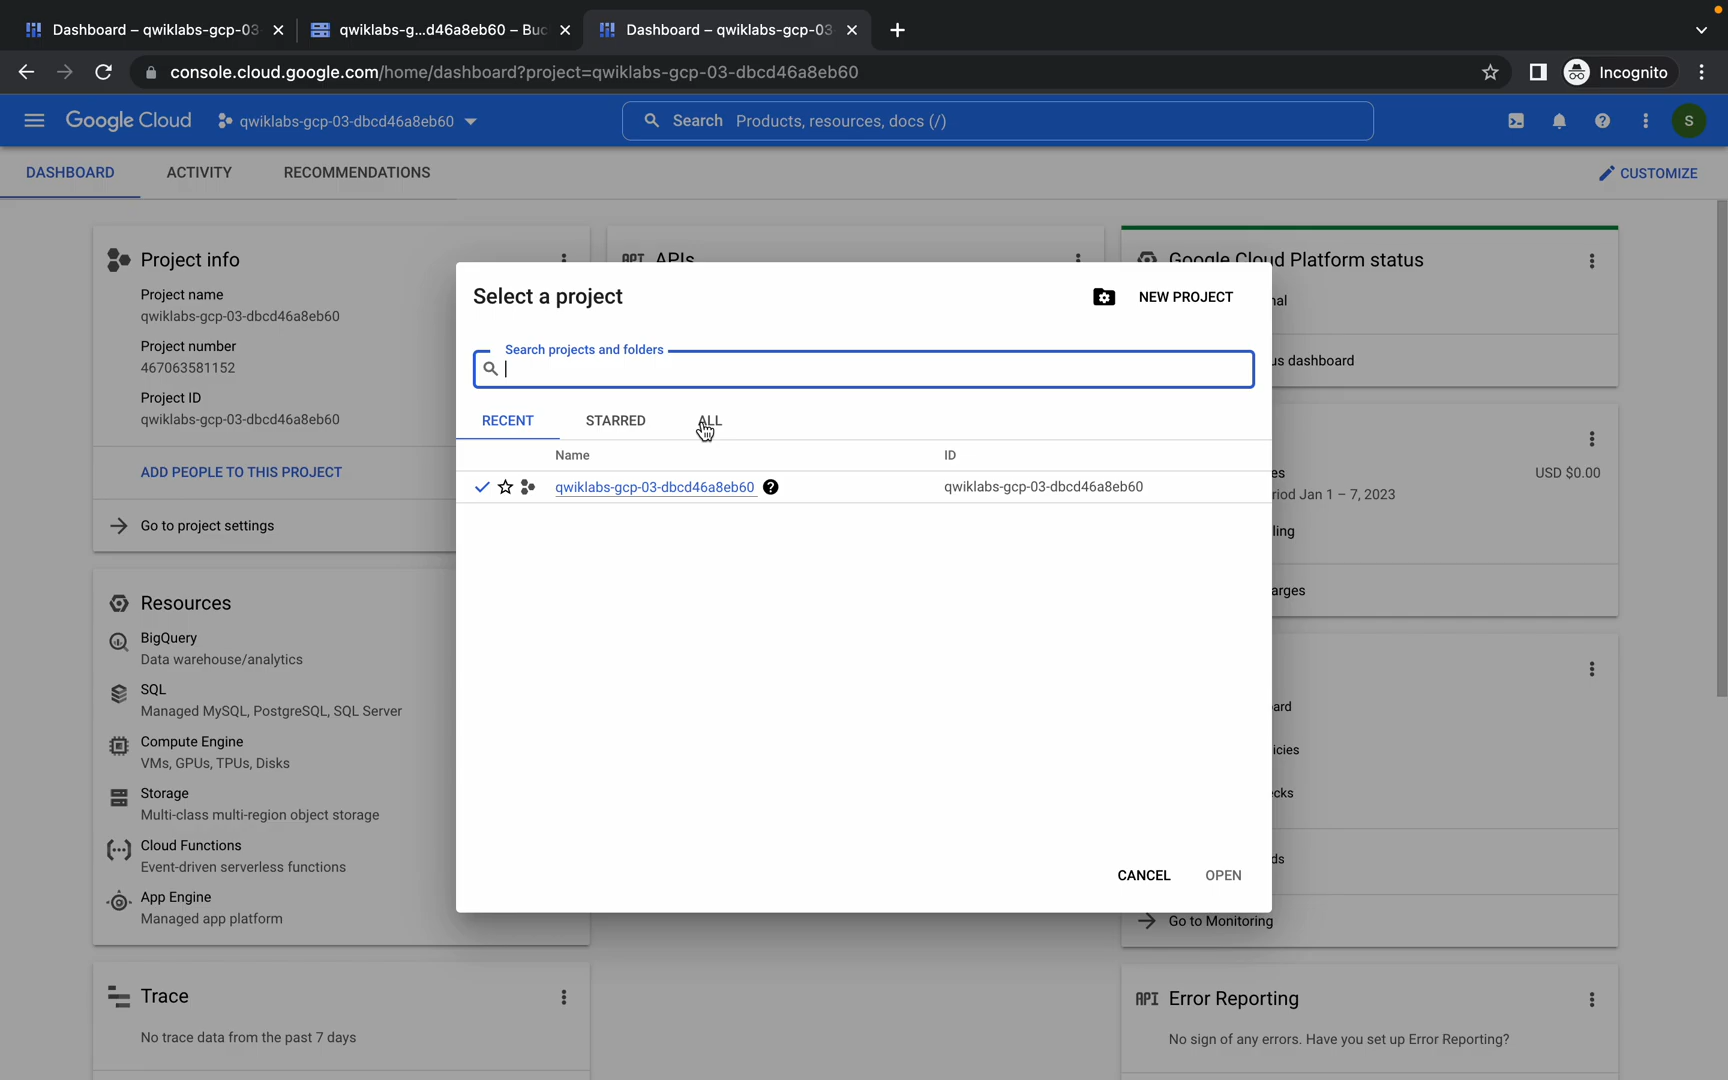 Dashboard – qwiklabs-gcp-03
qwiklabs-g...d46a8eb60 – Buc
Dashboard – qwiklabs-gcp-03
console.cloud.google.com/home/dashboard?project=qwiklabs-gcp-03-dbcd46a8eb60
Incognito
Google Cloud
qwiklabs-gcp-03-dbcd46a8eb60
Search Products, resources, docs (/)
S
DASHBOARD
ACTIVITY
RECOMMENDATIONS
CUSTOMIZE
Project info
Project name
qwiklabs-gcp-03-dbcd46a8eb60
Project number
467063581152
Project ID
qwiklabs-gcp-03-dbcd46a8eb60
ADD PEOPLE TO THIS PROJECT
Go to project settings
Resources
BigQuery
Data warehouse/analytics
SQL
Managed MySQL, PostgreSQL, SQL Server
Compute Engine
VMs, GPUs, TPUs, Disks
Storage
Multi-class multi-region object storage
Cloud Functions
Event-driven serverless functions
App Engine
Managed app platform
Trace
No trace data from the past 7 days
API APIs
Select a project
NEW PROJECT
Search projects and folders
RECENT
STARRED
ALL
Name
ID
qwiklabs-gcp-03-dbcd46a8eb60
qwiklabs-gcp-03-dbcd46a8eb60
CANCEL
OPEN
Google Cloud Platform status
nal
us dashboard
es
USD $0.00
riod Jan 1 – 7, 2023
ling
arges
ard
icies
cks
ds
Go to Monitoring
API Error Reporting
No sign of any errors. Have you set up Error Reporting?